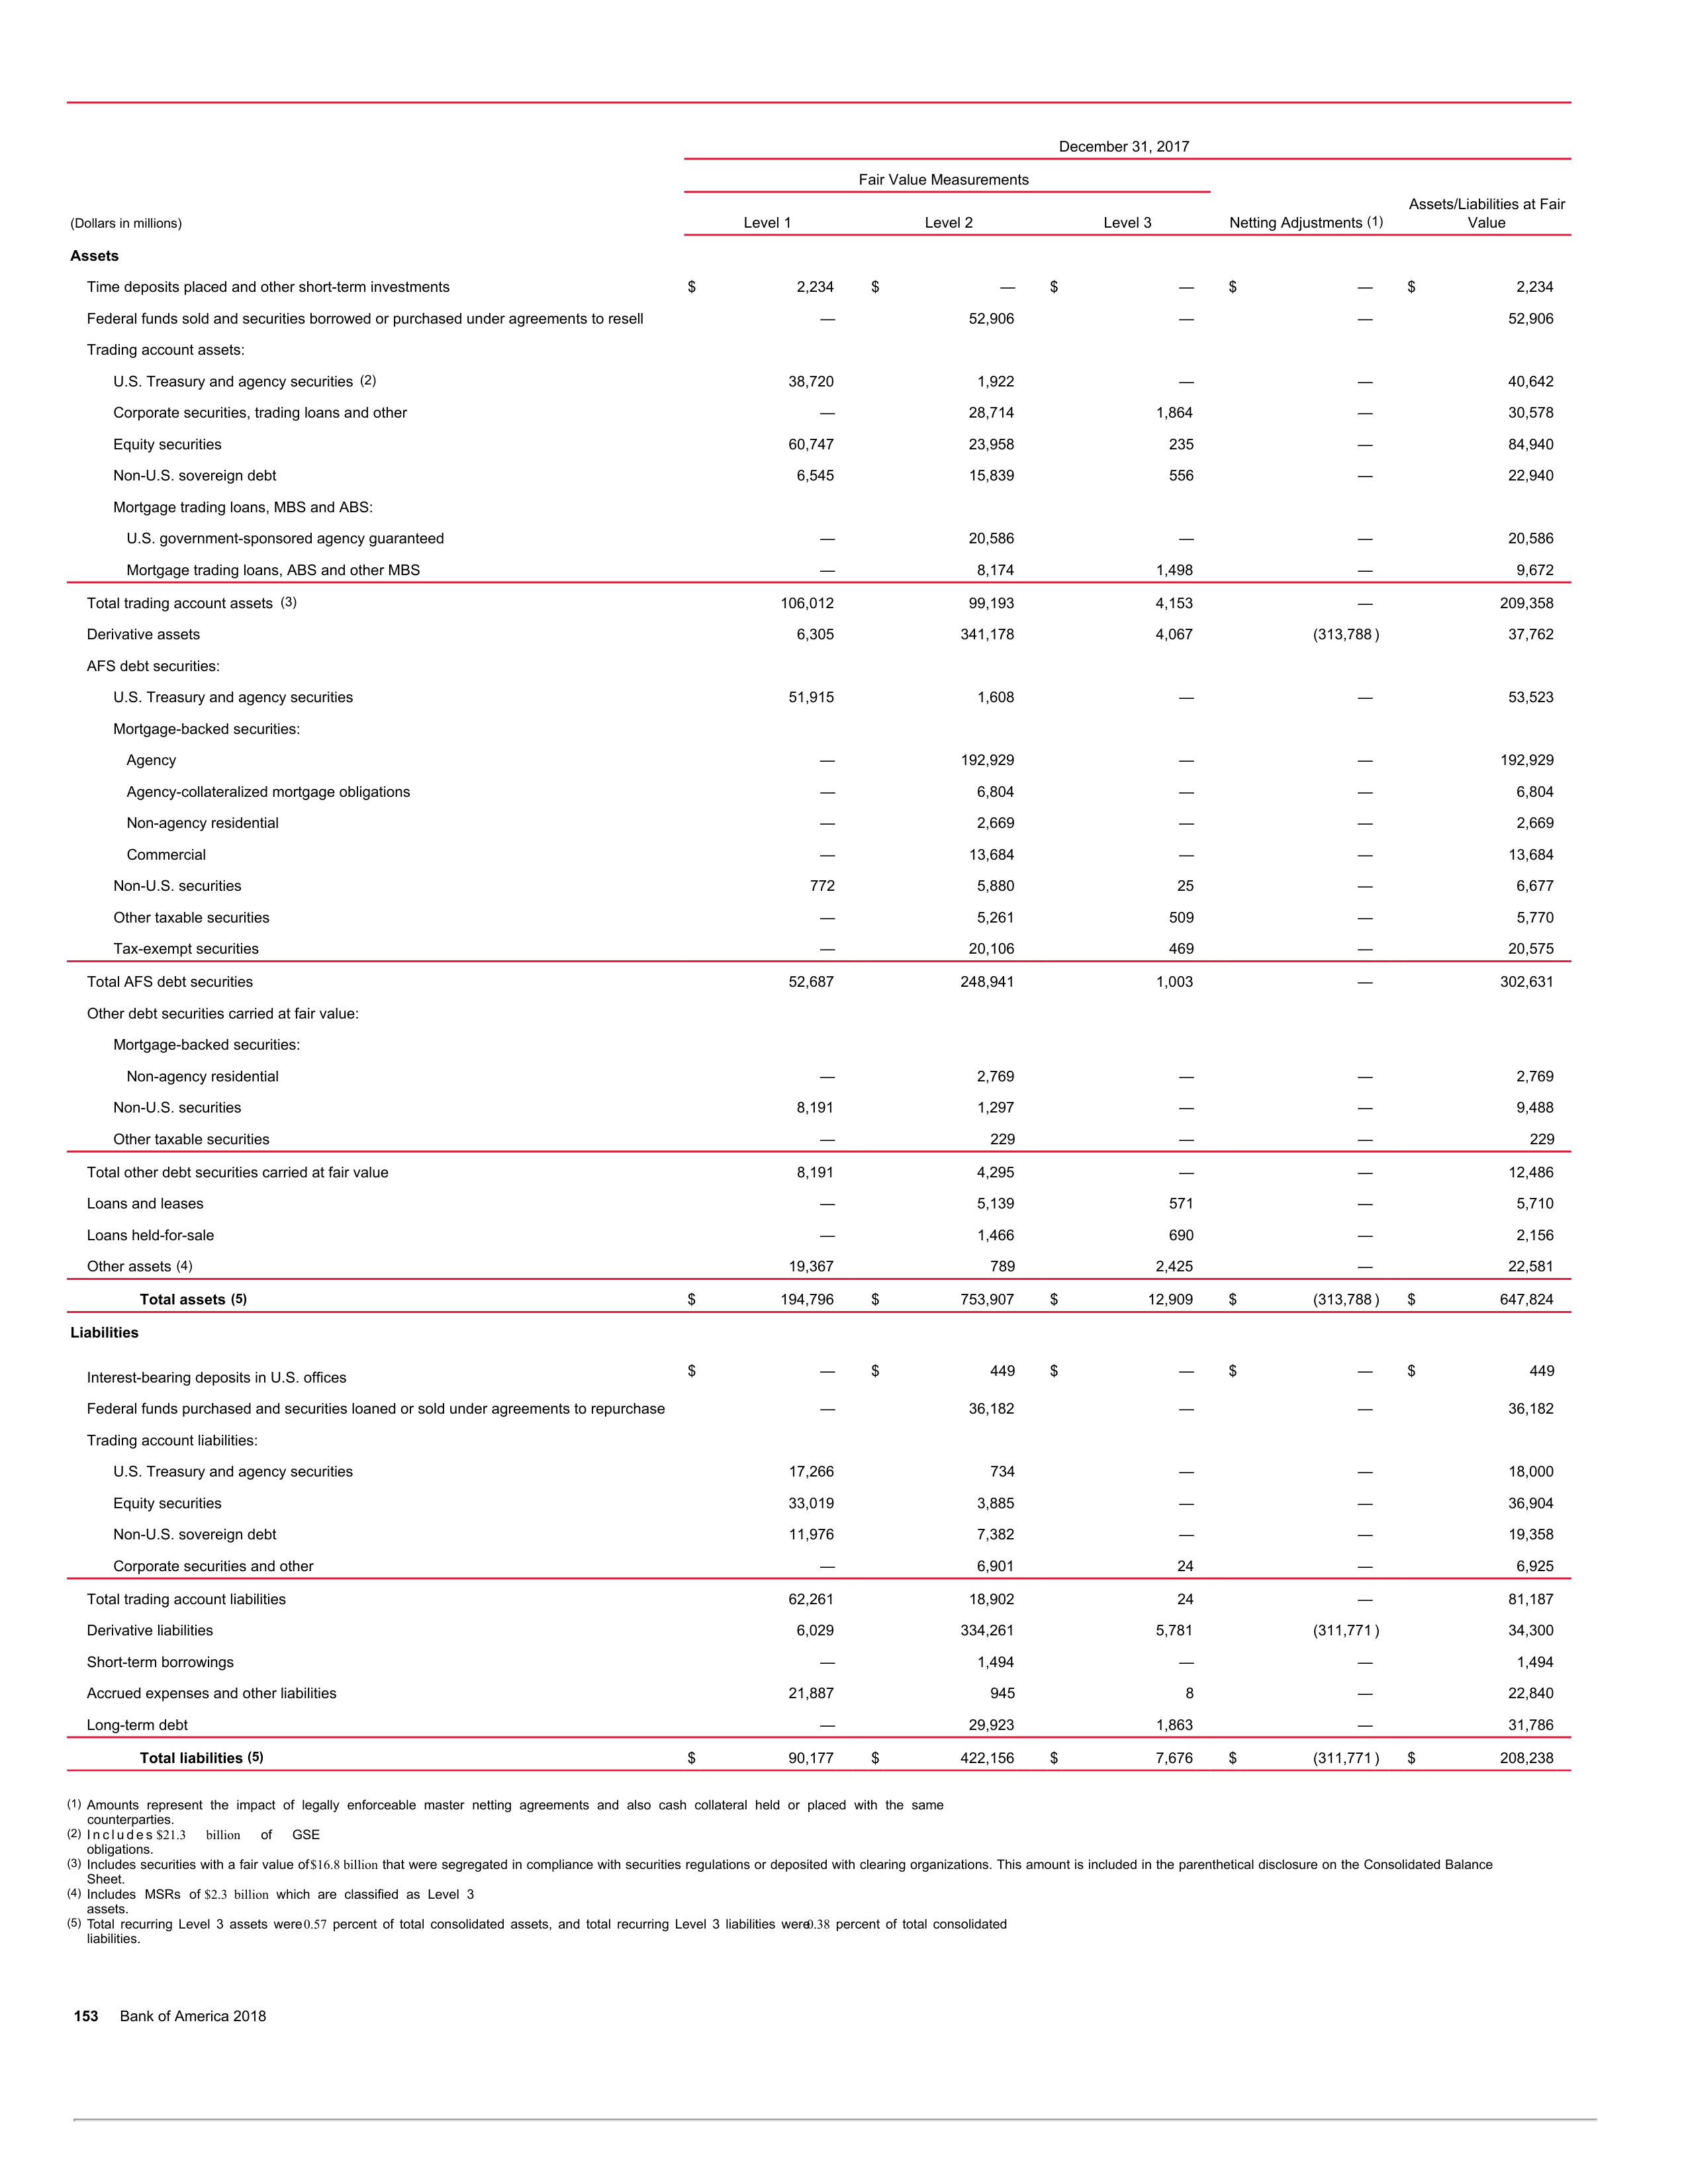 December 31, 2017
Fair Value Measurements
(Dollars in millions) Level 1 Level 2 Level 3 Netting Adjustments (1) Assets/Liabilities at Fair Value
Assets
Time deposits placed and other short-term investments $ 2,234 $ — $ — $ — $ 2,234
Federal funds sold and securities borrowed or purchased under agreements to resell — 52,906 — — 52,906
Trading account assets:
U.S. Treasury and agency securities (2) 38,720 1,922 — — 40,642
Corporate securities, trading loans and other — 28,714 1,864 — 30,578
Equity securities 60,747 23,958 235 — 84,940
Non-U.S. sovereign debt 6,545 15,839 556 — 22,940
Mortgage trading loans, MBS and ABS:
U.S. government-sponsored agency guaranteed — 20,586 — — 20,586
Mortgage trading loans, ABS and other MBS — 8,174 1,498 — 9,672
Total trading account assets (3) 106,012 99,193 4,153 — 209,358
Derivative assets 6,305 341,178 4,067 (313,788 ) 37,762
AFS debt securities:
U.S. Treasury and agency securities 51,915 1,608 — — 53,523
Mortgage-backed securities:
Agency — 192,929 — — 192,929
Agency-collateralized mortgage obligations — 6,804 — — 6,804
Non-agency residential — 2,669 — — 2,669
Commercial — 13,684 — — 13,684
Non-U.S. securities 772 5,880 25 — 6,677
Other taxable securities — 5,261 509 — 5,770
Tax-exempt securities — 20,106 469 — 20,575
Total AFS debt securities 52,687 248,941 1,003 — 302,631
Other debt securities carried at fair value:
Mortgage-backed securities:
Non-agency residential — 2,769 — — 2,769
Non-U.S. securities 8,191 1,297 — — 9,488
Other taxable securities — 229 — — 229
Total other debt securities carried at fair value 8,191 4,295 — — 12,486
Loans and leases — 5,139 571 — 5,710
Loans held-for-sale — 1,466 690 — 2,156
Other assets (4) 19,367 789 2,425 — 22,581
Total assets (5) $ 194,796 $ 753,907 $ 12,909 $ (313,788 ) $ 647,824
Liabilities
Interest-bearing deposits in U.S. offices $ — $ 449 $ — $ — $ 449
Federal funds purchased and securities loaned or sold under agreements to repurchase — 36,182 — — 36,182
Trading account liabilities:
U.S. Treasury and agency securities 17,266 734 — — 18,000
Equity securities 33,019 3,885 — — 36,904
Non-U.S. sovereign debt 11,976 7,382 — — 19,358
Corporate securities and other — 6,901 24 — 6,925
Total trading account liabilities 62,261 18,902 24 — 81,187
Derivative liabilities 6,029 334,261 5,781 (311,771 ) 34,300
Short-term borrowings — 1,494 — — 1,494
Accrued expenses and other liabilities 21,887 945 8 — 22,840
Long-term debt — 29,923 1,863 — 31,786
Total liabilities (5) $ 90,177 $ 422,156 $ 7,676 $ (311,771 ) $ 208,238
(1) Amounts represent the impact of legally enforceable master netting agreements and also cash collateral held or placed with the same
counterparties.
(2) Includes $21.3 billion of GSE
obligations.
(3) Includes securities with a fair value of $16.8 billion that were segregated in compliance with securities regulations or deposited with clearing organizations. This amount is included in the parenthetical disclosure on the Consolidated Balance
Sheet.
(4) Includes MSRs of $2.3 billion which are classified as Level 3
assets.
(5) Total recurring Level 3 assets were 0.57 percent of total consolidated assets, and total recurring Level 3 liabilities were 0.38 percent of total consolidated
liabilities.
153 Bank of America 2018